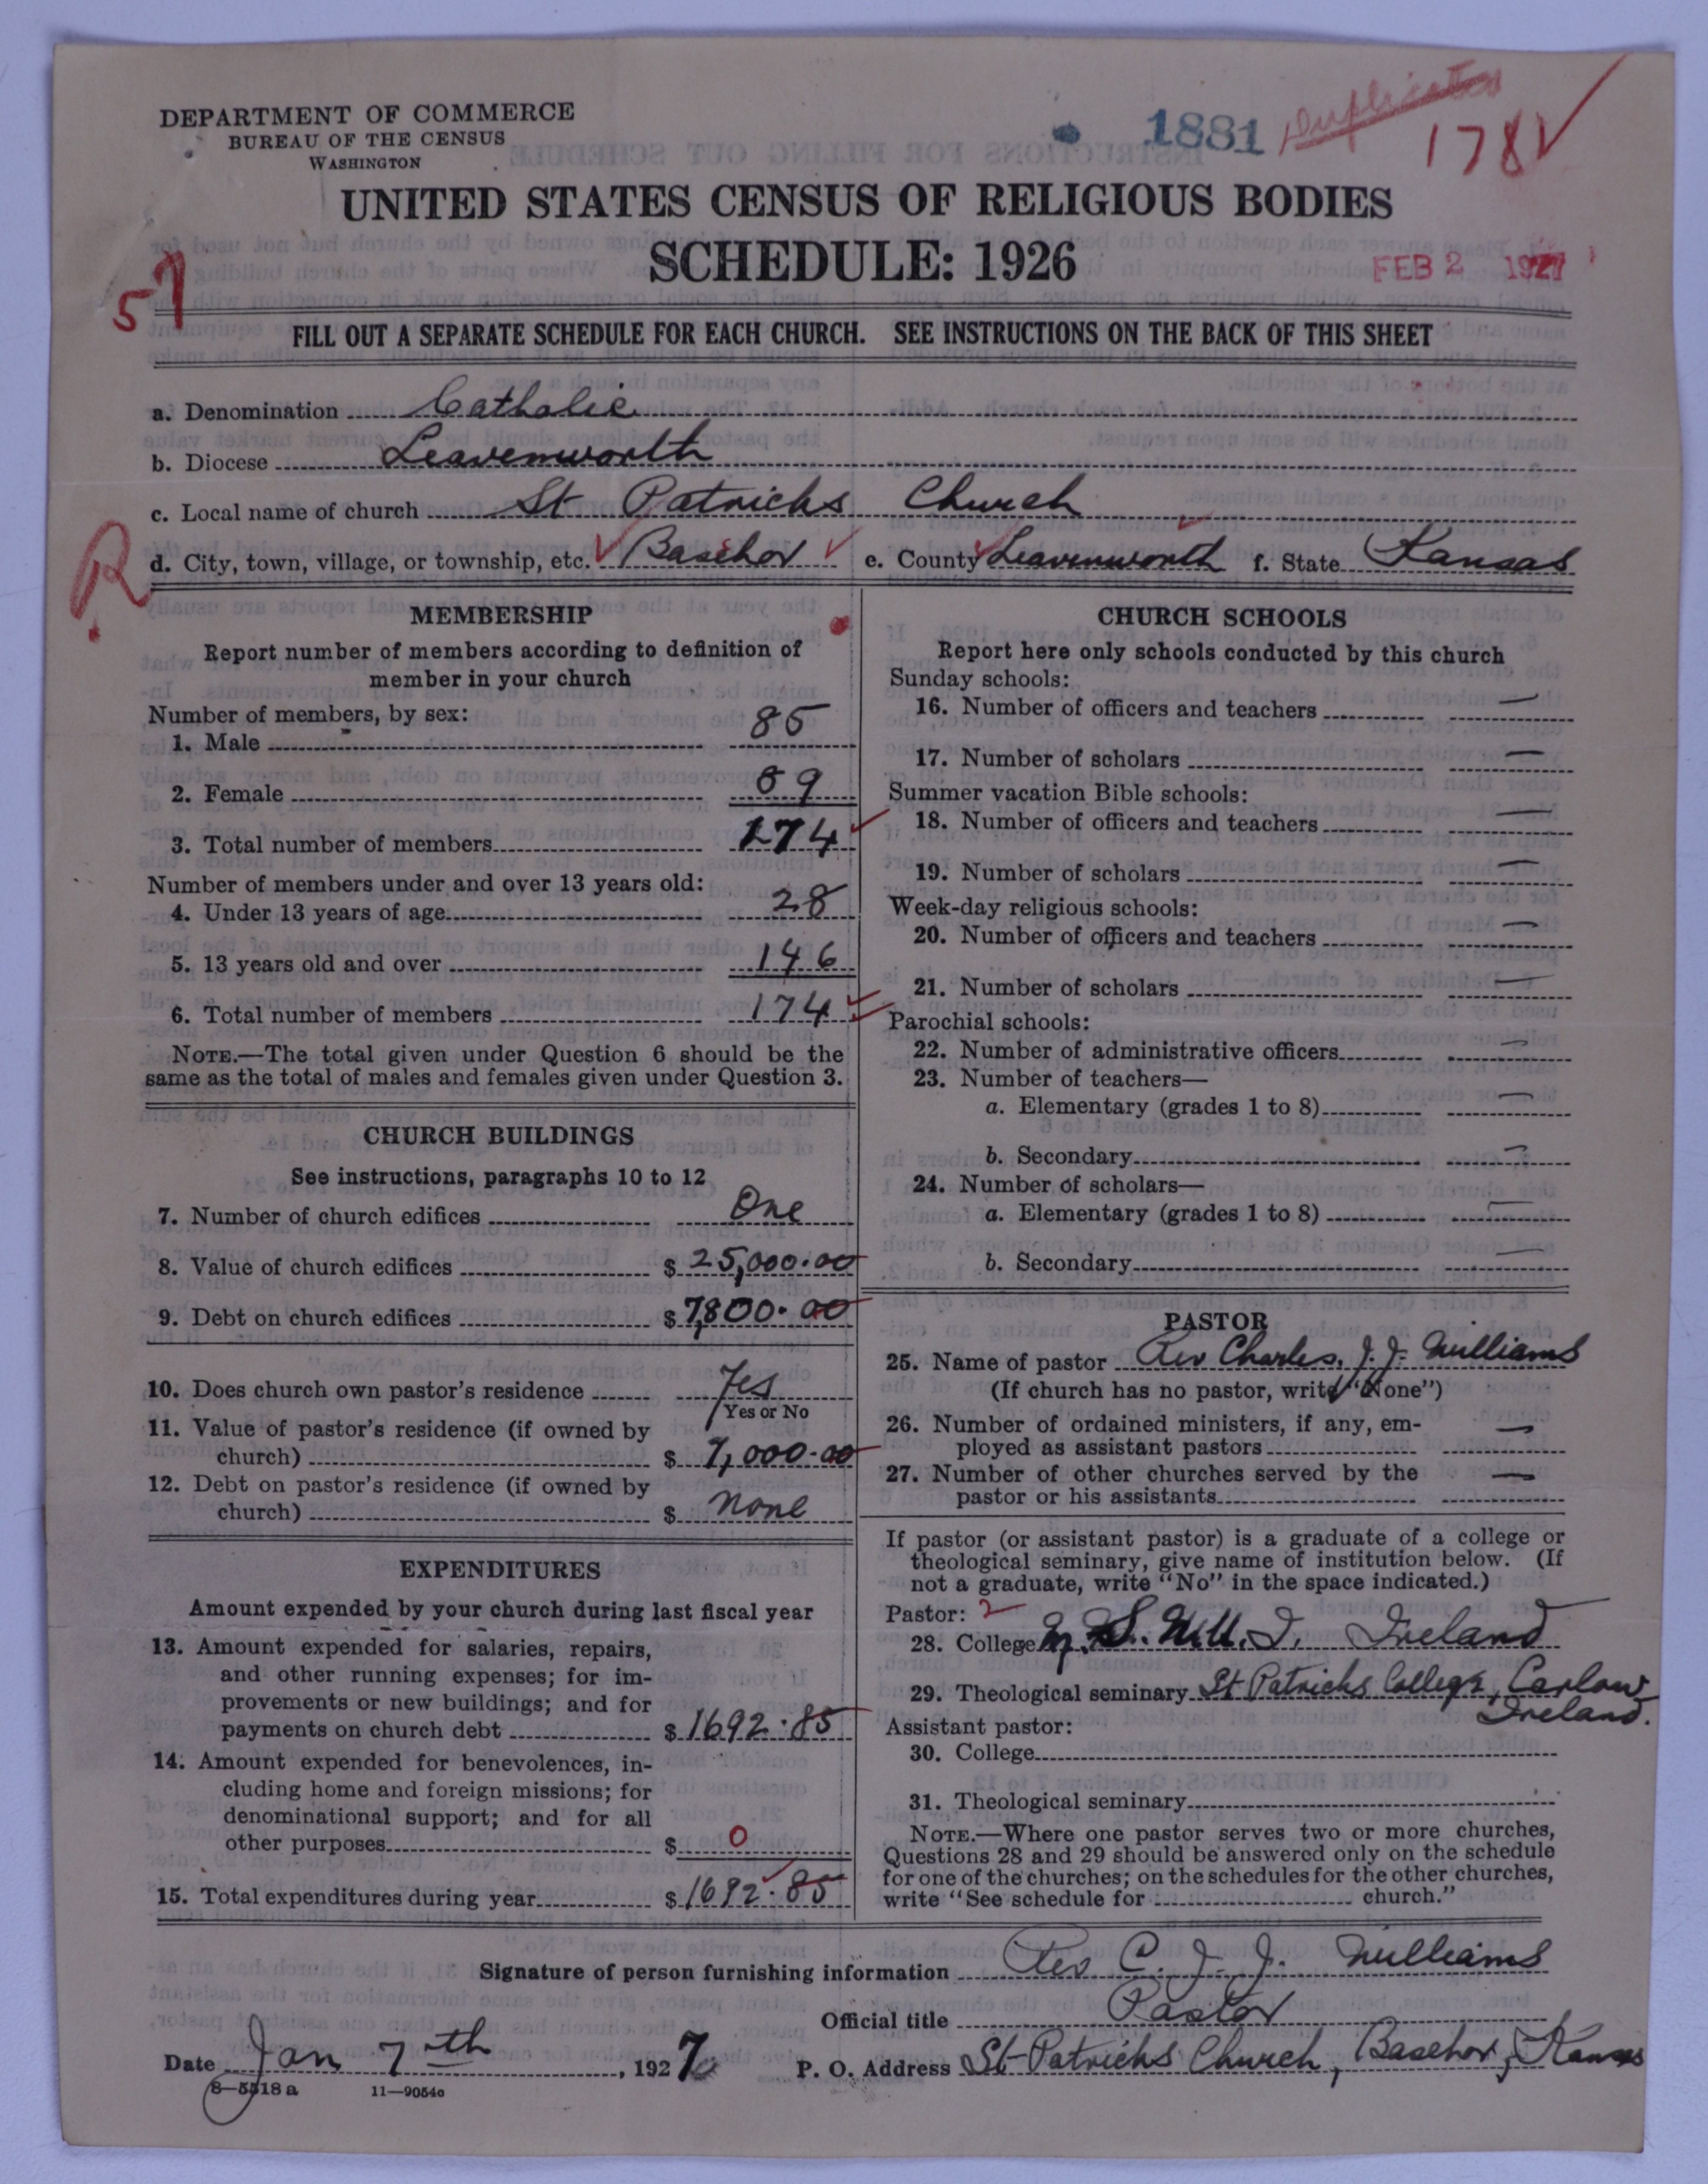 DEPARTMENT OF COMMERCE
BUREAU OF THE CENSUS
WASHINGTON
1881 Duplicates
178
UNITED STATES CENSUS OF RELIGIOUS BODIES
SCHEDULE: 1926
FEB 2 1927
FILL OUT A SEPARATE SCHEDULE FOR EACH CHURCH. SEE INSTRUCTIONS ON THE BACK OF THIS SHEET
a. Denomination Catholic
b. Diocese Leavenworth
c. Local name of church St Patricks Church
R
d. City, town, village, or township, etc. Basehor e. County Leavenworth f. State Kansas
MEMBERSHIP
Report number of members according to definition of
member in your church
Number of members, by sex:
1. Male 85
2. Female 89
3. Total number of members 174
Number of members under and over 13 years old:
4. Under 13 years of age 28
5. 13 years old and over 146
6. Total number of members 174
NOTE.—The total given under Question 6 should be the
same as the total of males and females given under Question 3.
CHURCH BUILDINGS
See instructions, paragraphs 10 to 12
7. Number of church edifices One
8. Value of church edifices $ 25,000.00
9. Debt on church edifices $ 7,800.00
10. Does church own pastor's residence Yes
Yes or No
11. Value of pastor's residence (if owned by
church) $ 7,000.00
12. Debt on pastor's residence (if owned by
church) $ none
EXPENDITURES
Amount expended by your church during last fiscal year
13. Amount expended for salaries, repairs,
and other running expenses; for im-
provements or new buildings; and for
payments on church debt $ 1692.85
14. Amount expended for benevolences, in-
cluding home and foreign missions; for
denominational support; and for all
other purposes $ 0
15. Total expenditures during year $ 1692.85
CHURCH SCHOOLS
Report here only schools conducted by this church
Sunday schools:
16. Number of officers and teachers —
17. Number of scholars —
Summer vacation Bible schools:
18. Number of officers and teachers —
19. Number of scholars —
Week-day religious schools:
20. Number of officers and teachers —
21. Number of scholars —
Parochial schools:
22. Number of administrative officers —
23. Number of teachers—
a. Elementary (grades 1 to 8) —
b. Secondary —
24. Number of scholars—
a. Elementary (grades 1 to 8) —
b. Secondary —
PASTOR
25. Name of pastor Rev Charles, J. J. Williams
(If church has no pastor, write "None")
26. Number of ordained ministers, if any, em-
ployed as assistant pastors —
27. Number of other churches served by the
pastor or his assistants —
If pastor (or assistant pastor) is a graduate of a college or
theological seminary, give name of institution below. (If
not a graduate, write "No" in the space indicated.)
Pastor: 2
28. College Ireland
29. Theological seminary St Patricks College, Carlow
Ireland.
Assistant pastor:
30. College
31. Theological seminary
NOTE.—Where one pastor serves two or more churches,
Questions 28 and 29 should be answered only on the schedule
for one of the churches; on the schedules for the other churches,
write "See schedule for church."
Signature of person furnishing information Rev C. J. J. Williams
Official title Pastor
Date Jan 7th, 1927 P. O. Address St Patricks Church, Basehor, Kansas
8—5518 a 11—9054a